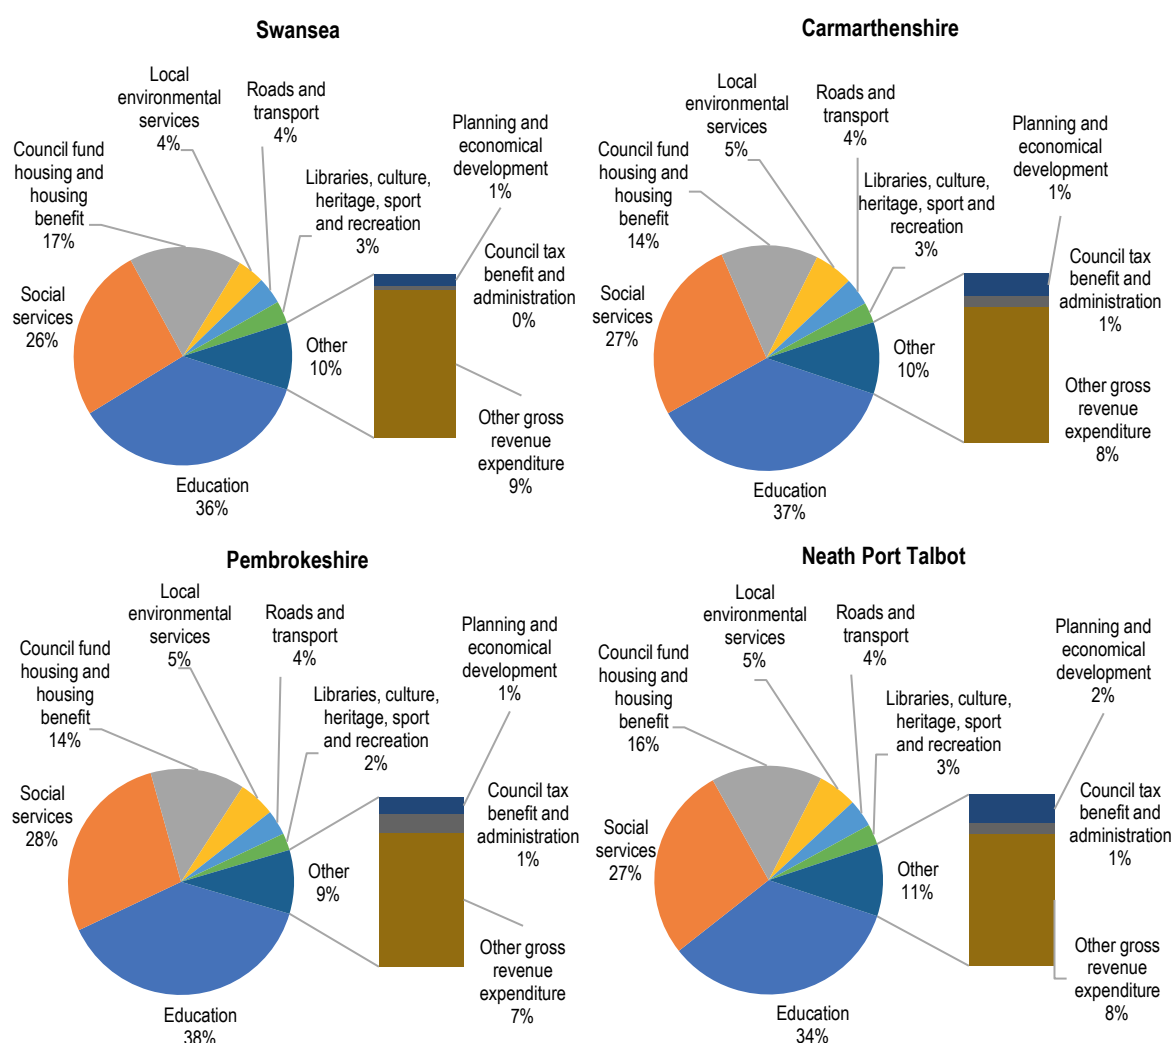 Swansea
Local
environmental
services
4%
Roads and
transport
4%
Planning and
economical
development
1%
Council fund
housing and
housing
benefit
17%
Libraries, culture,
heritage, sport
and recreation
3%
Council tax
benefit and
administration
0%
Social
services
26%
Other
10%
Other gross
revenue
expenditure
9%
Education
36%
Carmarthenshire
Local
environmental
services
5%
Roads and
transport
4%
Planning and
economical
development
1%
Council fund
housing and
housing
benefit
14%
Libraries, culture,
heritage, sport and
recreation
3%
Council tax
benefit and
administration
1%
Social
services
27%
Other
10%
Other gross
revenue
expenditure
8%
Education
37%
Pembrokeshire
Local
environmental
services
5%
Roads and
transport
4%
Planning and
economical
development
1%
Council fund
housing and
housing
benefit
14%
Libraries, culture,
heritage, sport
and recreation
2%
Council tax
benefit and
administration
1%
Social
services
28%
Other
9%
Other gross
revenue
expenditure
7%
Education
38%
Neath Port Talbot
Local
environmental
services
5%
Roads and
transport
4%
Planning and
economical
development
2%
Council fund
housing and
housing
benefit
16%
Libraries, culture,
heritage, sport
and recreation
3%
Council tax
benefit and
administration
1%
Social
services
27%
Other
11%
Other gross
revenue
expenditure
8%
Education
34%